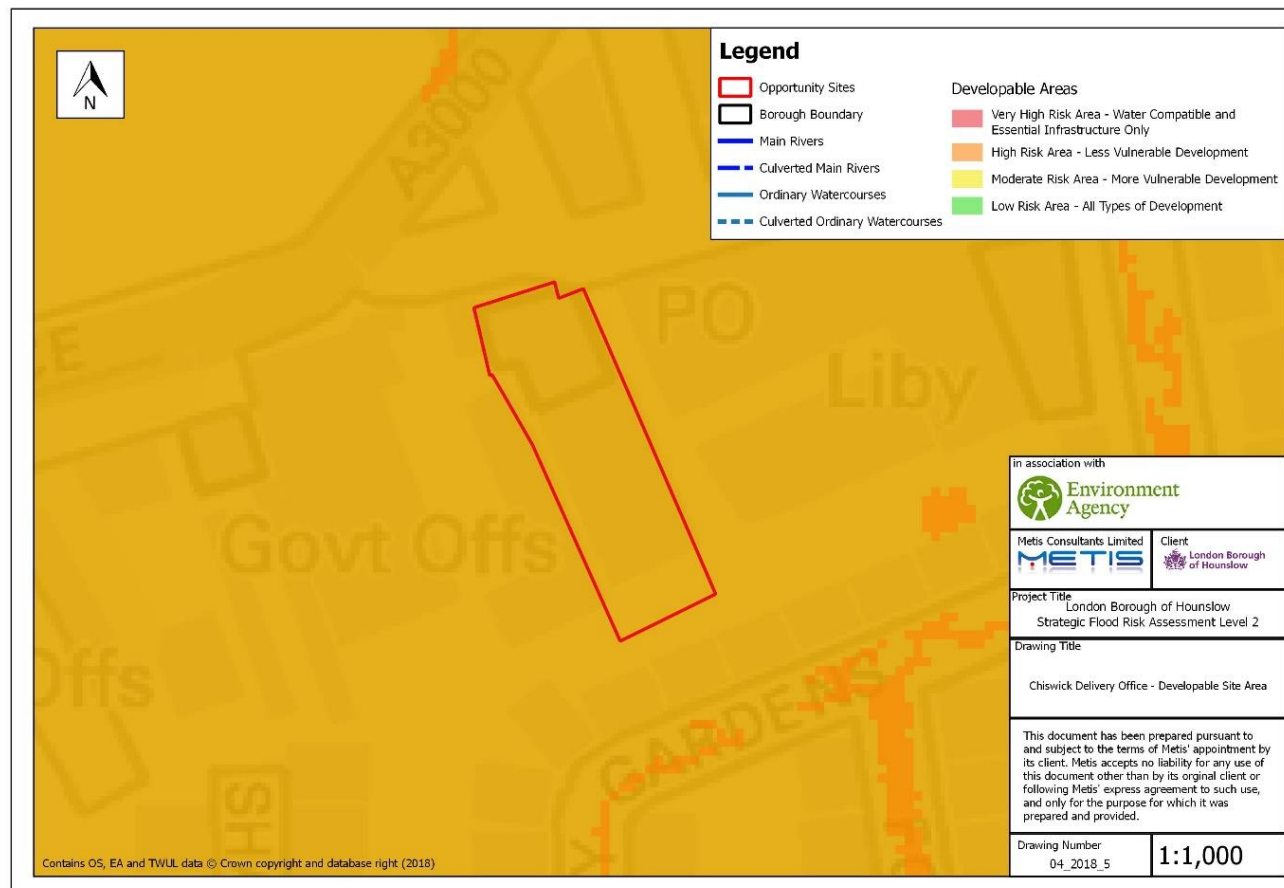 N
A3000
CE
PO
Liby
Govt Offs
Offs
GARDENS
SHS
Legend
Opportunity Sites
Borough Boundary
Main Rivers
Culverted Main Rivers
Ordinary Watercourses
Culverted Ordinary Watercourses
Developable Areas
Very High Risk Area - Water Compatible and
Essential Infrastructure Only
High Risk Area - Less Vulnerable Development
Moderate Risk Area - More Vulnerable Development
Low Risk Area - All Types of Development
in association with
Environment
Agency
Metis Consultants Limited
METIS
Client
London Borough
of Hounslow
Project Title
London Borough of Hounslow
Strategic Flood Risk Assessment Level 2
Drawing Title
Chiswick Delivery Office - Developable Site Area
This document has been prepared pursuant to
and subject to the terms of Metis' appointment by
its client. Metis accepts no liability for any use of
this document other than by its orginal client or
following Metis' express agreement to such use,
and only for the purpose for which it was
prepared and provided.
Drawing Number
04_2018_5
1:1,000
Contains OS, EA and TWUL data © Crown copyright and database right (2018)